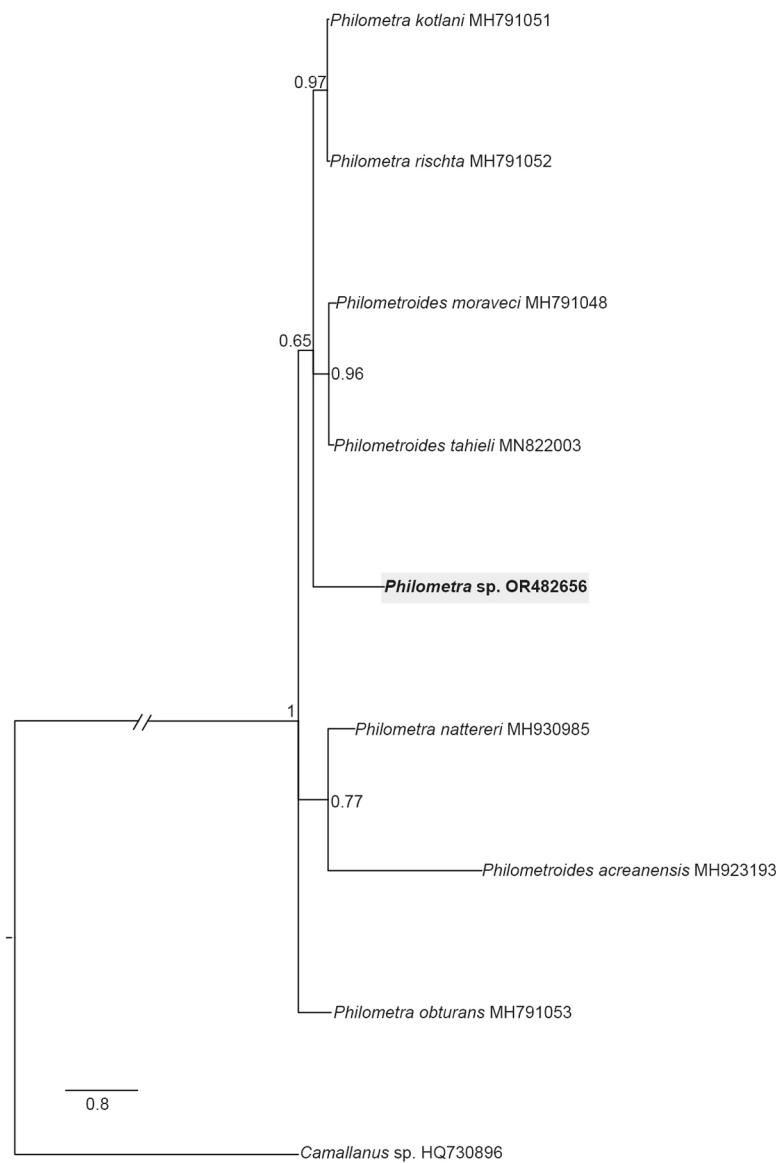 Philometra kotlani MH791051
0.97
Philometra rischta MH791052
Philometroides moraveci MH791048
0.65
0.96
Philometroides tahieli MN822003
Philometra sp. OR482656
1
Philometra nattereri MH930985
0.77
Philometroides acreanensis MH923193
Philometra obturans MH791053
0.8
Camallanus sp. HQ730896